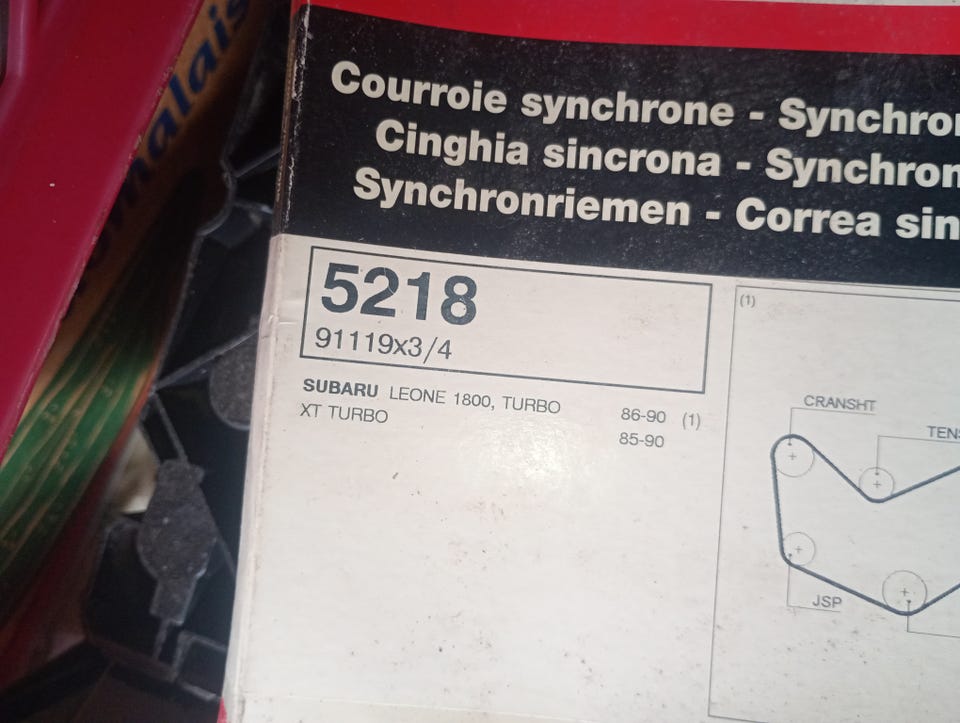 Courroie synchrone - Synchron
Cinghia sincrona - Synchron
Synchronriemen - Correa sin
5218
91119x3/4
SUBARU LEONE 1800, TURBO 86-90 (1)
XT TURBO 85-90
(1)
CRANSHT
TENS
JSP